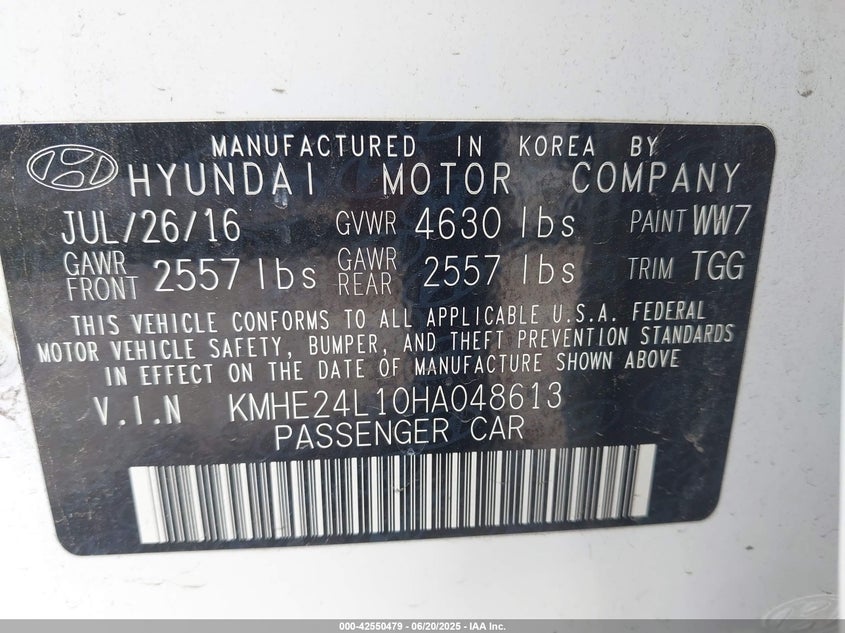 MANUFACTURED IN KOREA BY
HYUNDAI MOTOR COMPANY
JUL/26/16 GVWR 4630 lbs PAINT WW7
GAWR FRONT 2557 lbs GAWR REAR 2557 lbs TRIM TGG
THIS VEHICLE CONFORMS TO ALL APPLICABLE U.S.A. FEDERAL
MOTOR VEHICLE SAFETY, BUMPER, AND THEFT PREVENTION STANDARDS
IN EFFECT ON THE DATE OF MANUFACTURE SHOWN ABOVE
V.I.N KMHE24L10HA048613
PASSENGER CAR
000-42550479 - 06/20/2025 - IAA Inc.